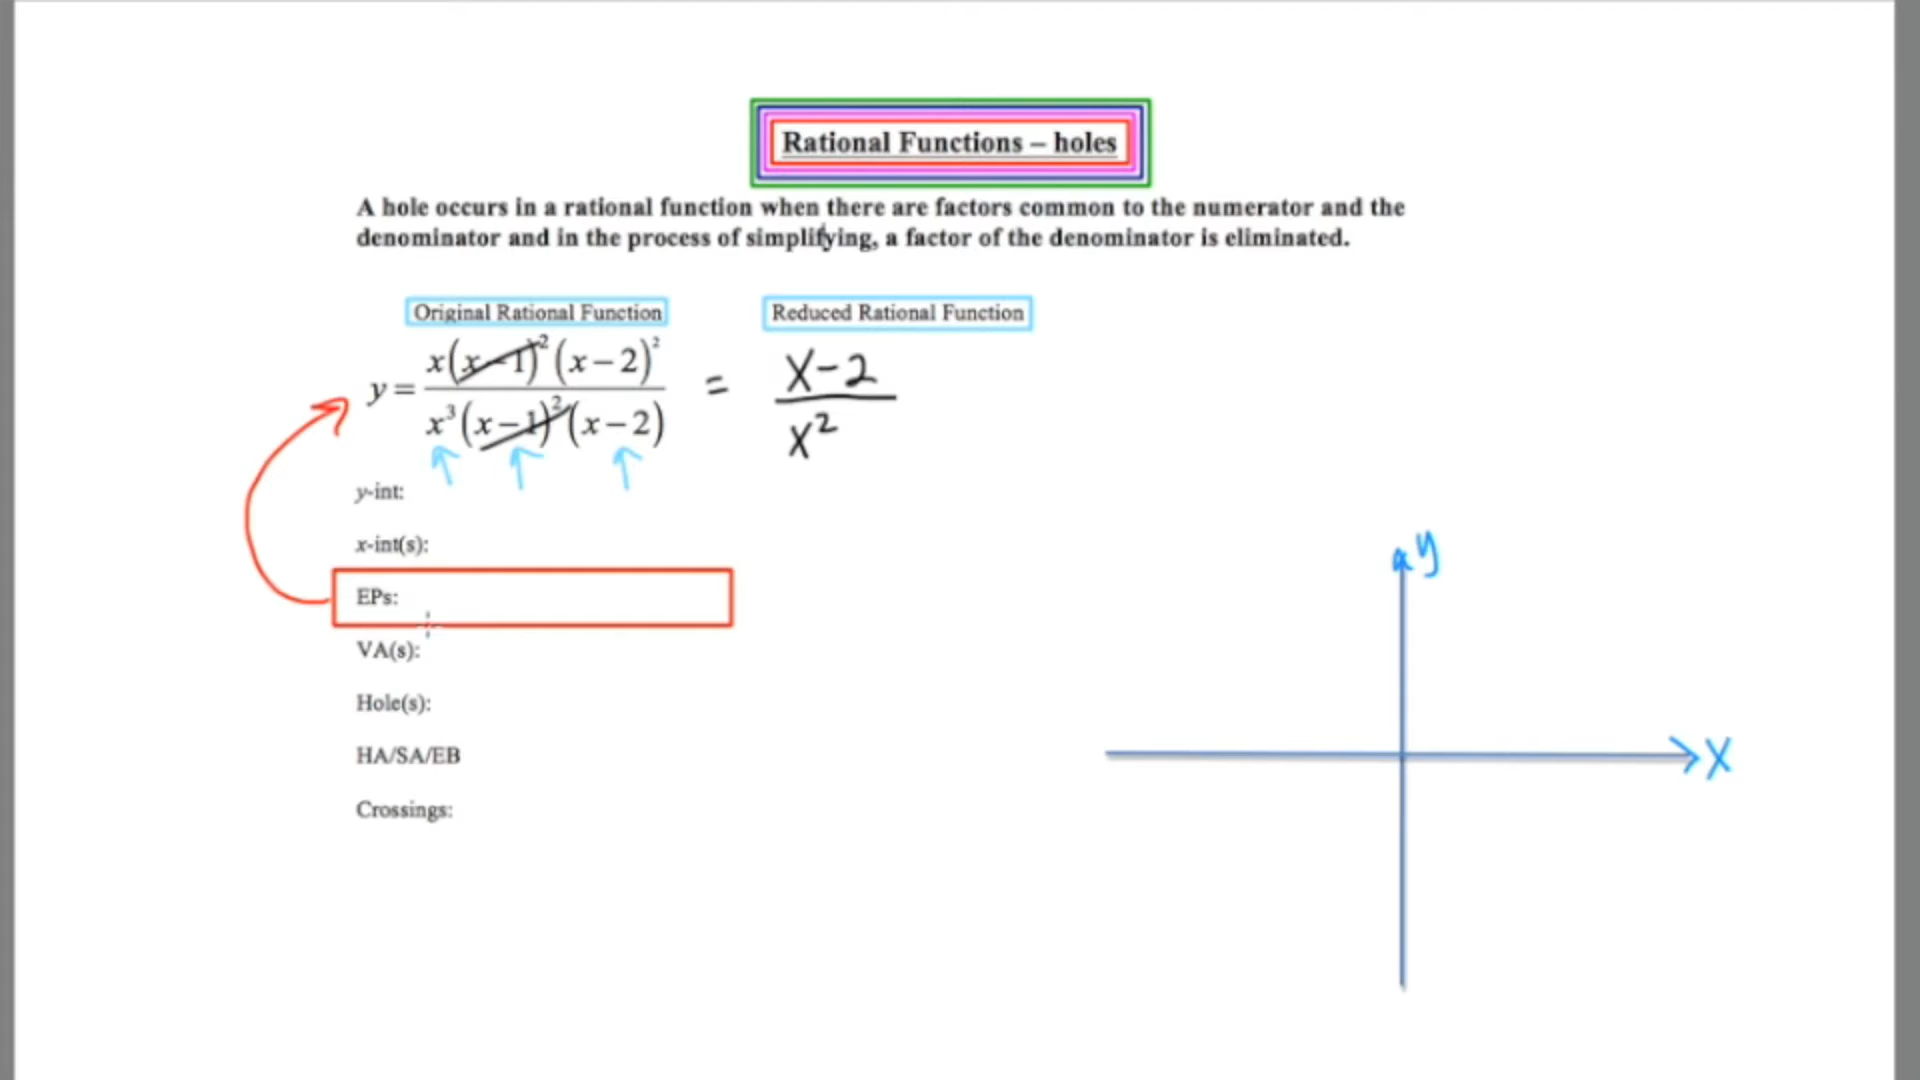 Rational Functions – holes
A hole occurs in a rational function when there are factors common to the numerator and the
denominator and in the process of simplifying, a factor of the denominator is eliminated.
Original Rational Function Reduced Rational Function
y = x(x−1)²(x−2)² / x³(x−1)²(x−2) = x−2 / x²
y-int:
x-int(s):
EPs:
VA(s):
Hole(s):
HA/SA/EB
Crossings:
y
x